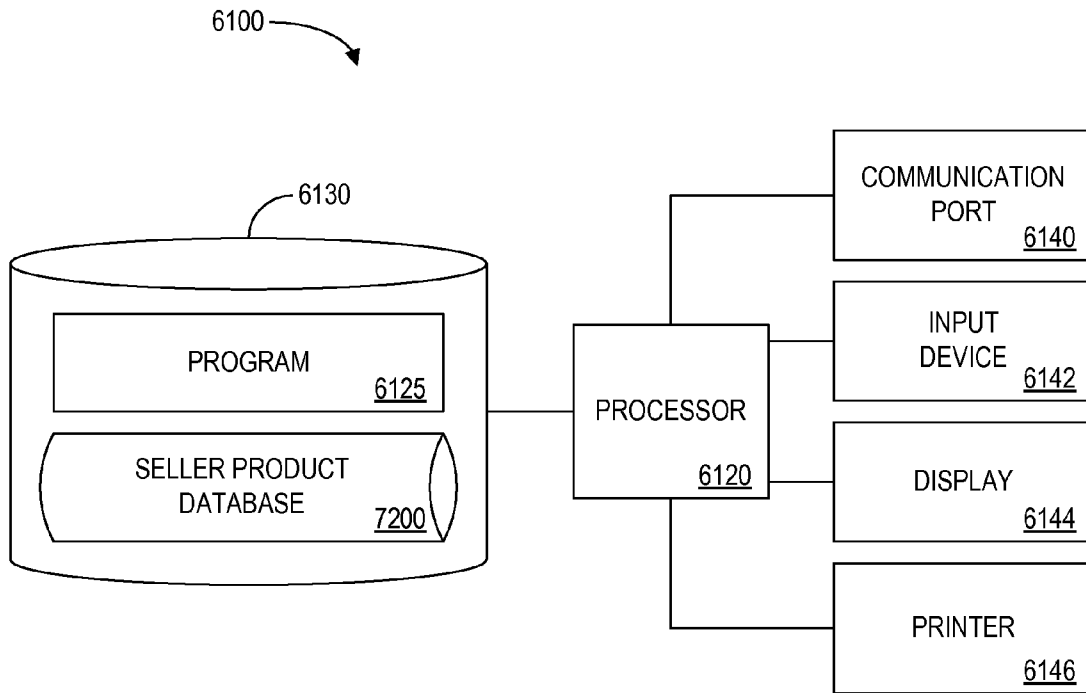 6100
6130
PROGRAM
6125
SELLER PRODUCT
DATABASE
7200
PROCESSOR
6120
COMMUNICATION
PORT
6140
INPUT
DEVICE
6142
DISPLAY
6144
PRINTER
6146